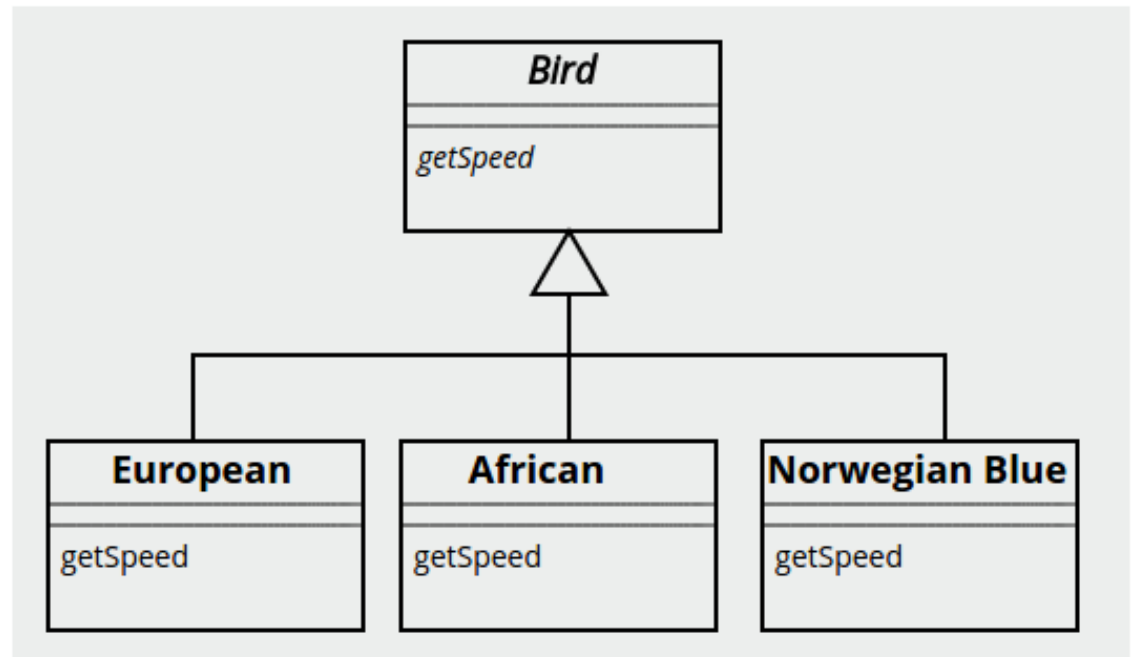 Bird
getSpeed
European
getSpeed
African
getSpeed
Norwegian Blue
getSpeed